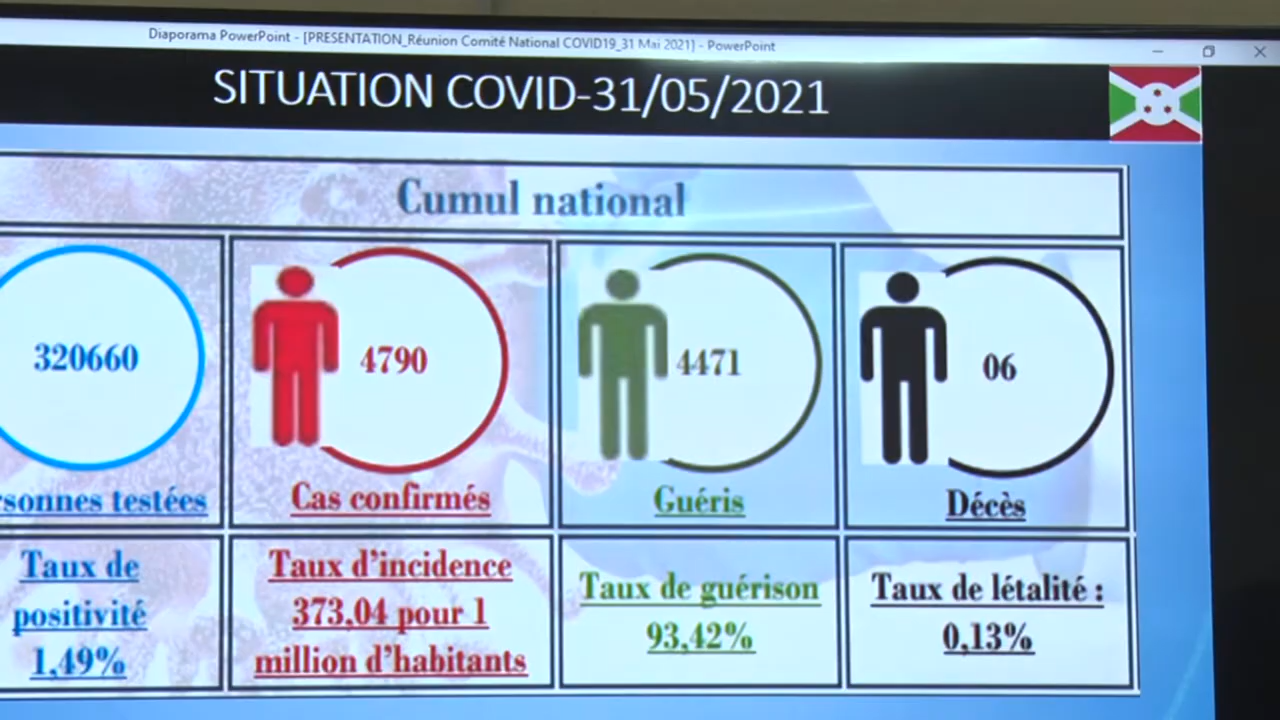 Diaporama PowerPoint - [PRESENTATION_Réunion Comité National COVID19_31 Mai 2021] - PowerPoint
SITUATION COVID-31/05/2021
Cumul national
320660
4790
4471
06
sonnes testées
Cas confirmés
Guéris
Décès
Taux de
positivité
1,49%
Taux d'incidence
373,04 pour 1
million d'habitants
Taux de guérison
93,42%
Taux de létalité :
0,13%